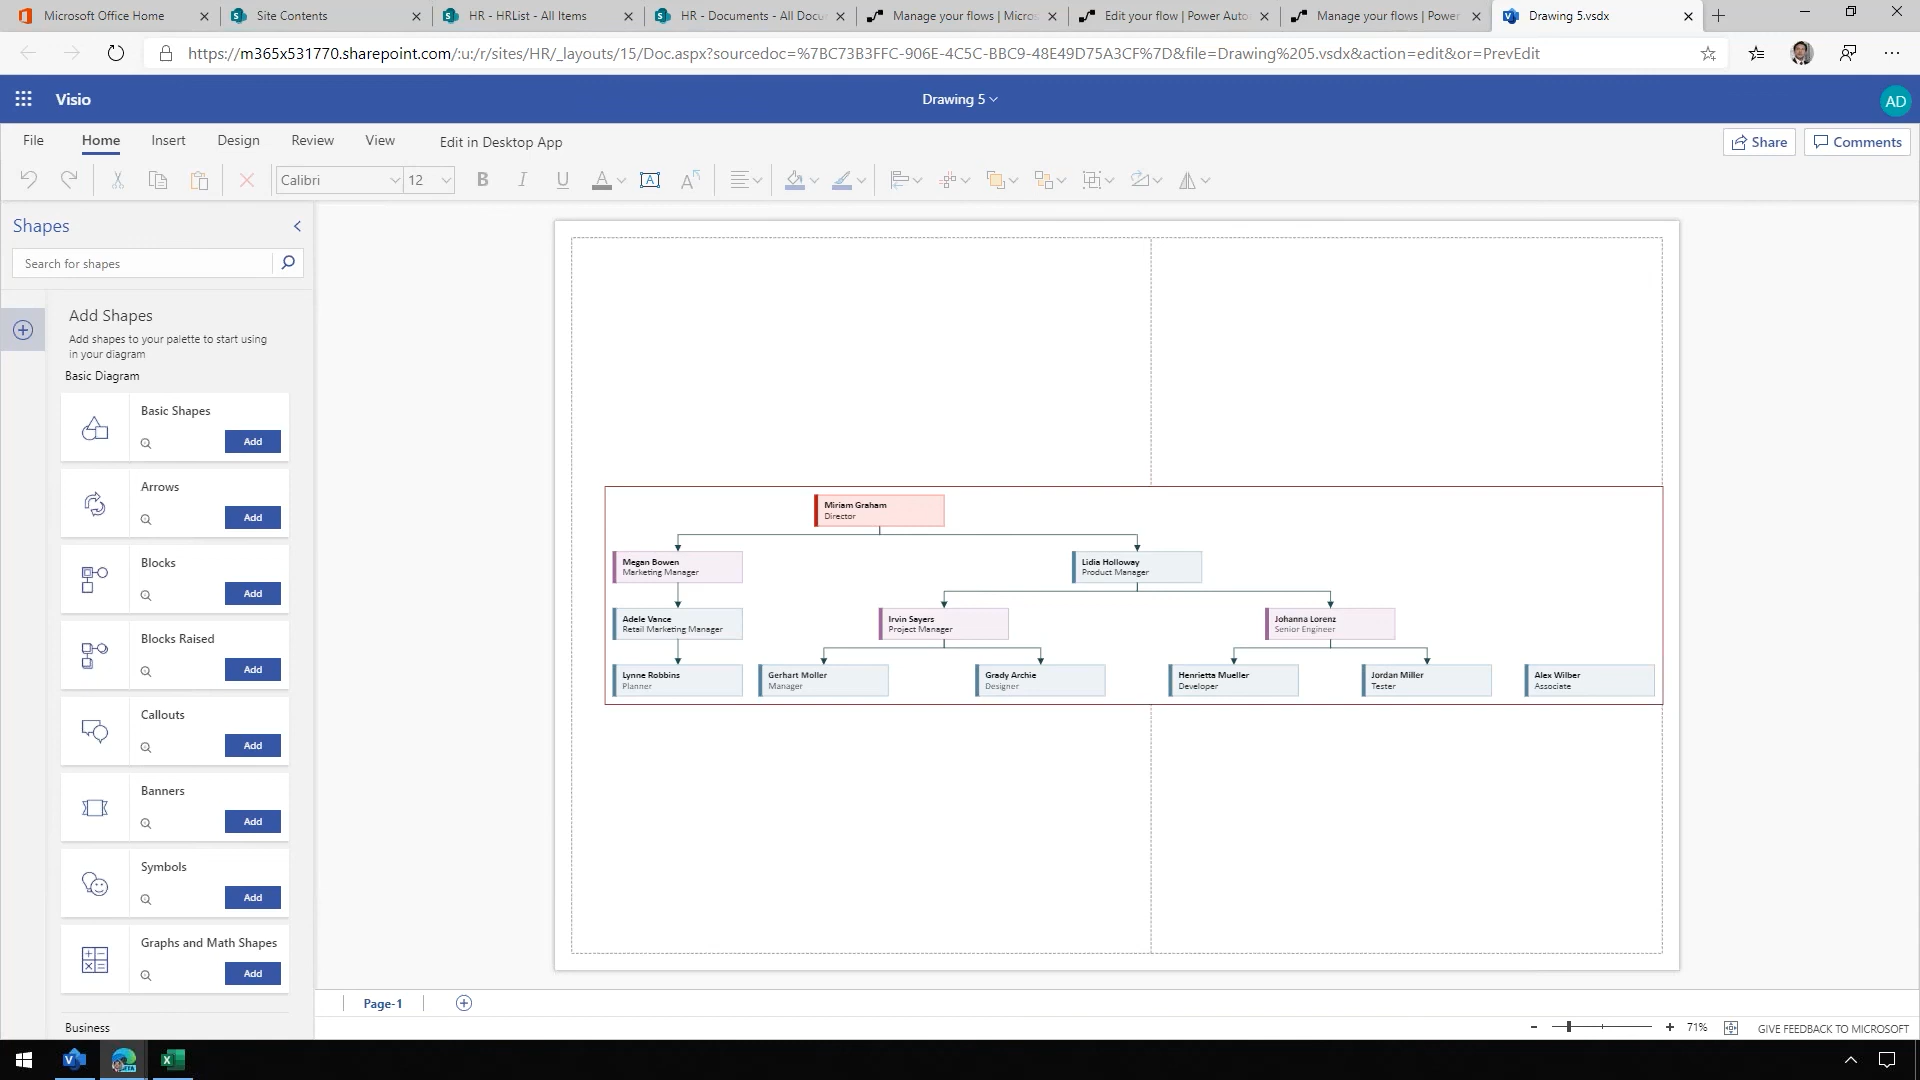 Microsoft Office Home
Site Contents
HR - HRList - All Items
HR - Documents - All Docu
Manage your flows | Micros
Edit your flow | Power Auto
Manage your flows | Power
Drawing 5.vsdx
https://m365x531770.sharepoint.com/:u:/r/sites/HR/_layouts/15/Doc.aspx?sourcedoc=%7BC73B3FFC-906E-4C5C-BBC9-48E49D75A3CF%7D&file=Drawing%205.vsdx&action=edit&or=PrevEdit
Visio
Drawing 5
AD
File
Home
Insert
Design
Review
View
Edit in Desktop App
Share
Comments
Calibri
12
B
I
U
A
A
A
Shapes
Search for shapes
Add Shapes
Add shapes to your palette to start using
in your diagram
Basic Diagram
Basic Shapes
Add
Arrows
Add
Blocks
Add
Blocks Raised
Add
Callouts
Add
Banners
Add
Symbols
Add
Graphs and Math Shapes
Add
Business
Miriam Graham
Director
Megan Bowen
Marketing Manager
Lidia Holloway
Product Manager
Adele Vance
Retail Marketing Manager
Irvin Sayers
Project Manager
Johanna Lorenz
Senior Engineer
Lynne Robbins
Planner
Gerhart Moller
Manager
Grady Archie
Designer
Henrietta Mueller
Developer
Jordan Miller
Tester
Alex Wilber
Associate
Page-1
71%
GIVE FEEDBACK TO MICROSOFT